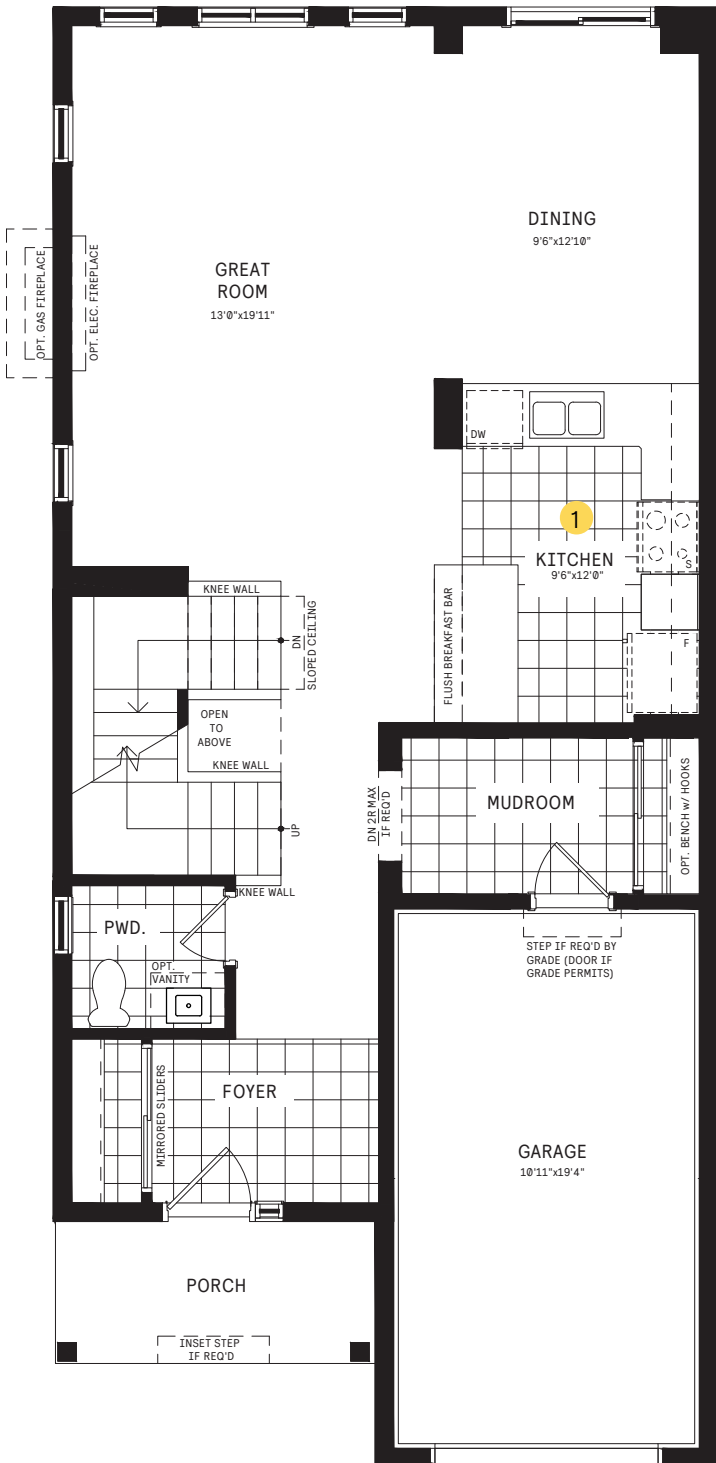 DINING
9'6"x12'10"
GREAT
ROOM
13'0"x19'11"
OPT. GAS FIREPLACE
OPT. ELEC. FIREPLACE
DW
1
KITCHEN
9'6"x12'0"
S
F
FLUSH BREAKFAST BAR
KNEE WALL
DN
SLOPED CEILING
OPEN
TO
ABOVE
KNEE WALL
UP
KNEE WALL
DN 2R MAX
IF REQ'D
MUDROOM
OPT. BENCH w/ HOOKS
PWD.
OPT.
VANITY
STEP IF REQ'D BY
GRADE (DOOR IF
GRADE PERMITS)
MIRRORED SLIDERS
FOYER
GARAGE
10'11"x19'4"
PORCH
INSET STEP
IF REQ'D